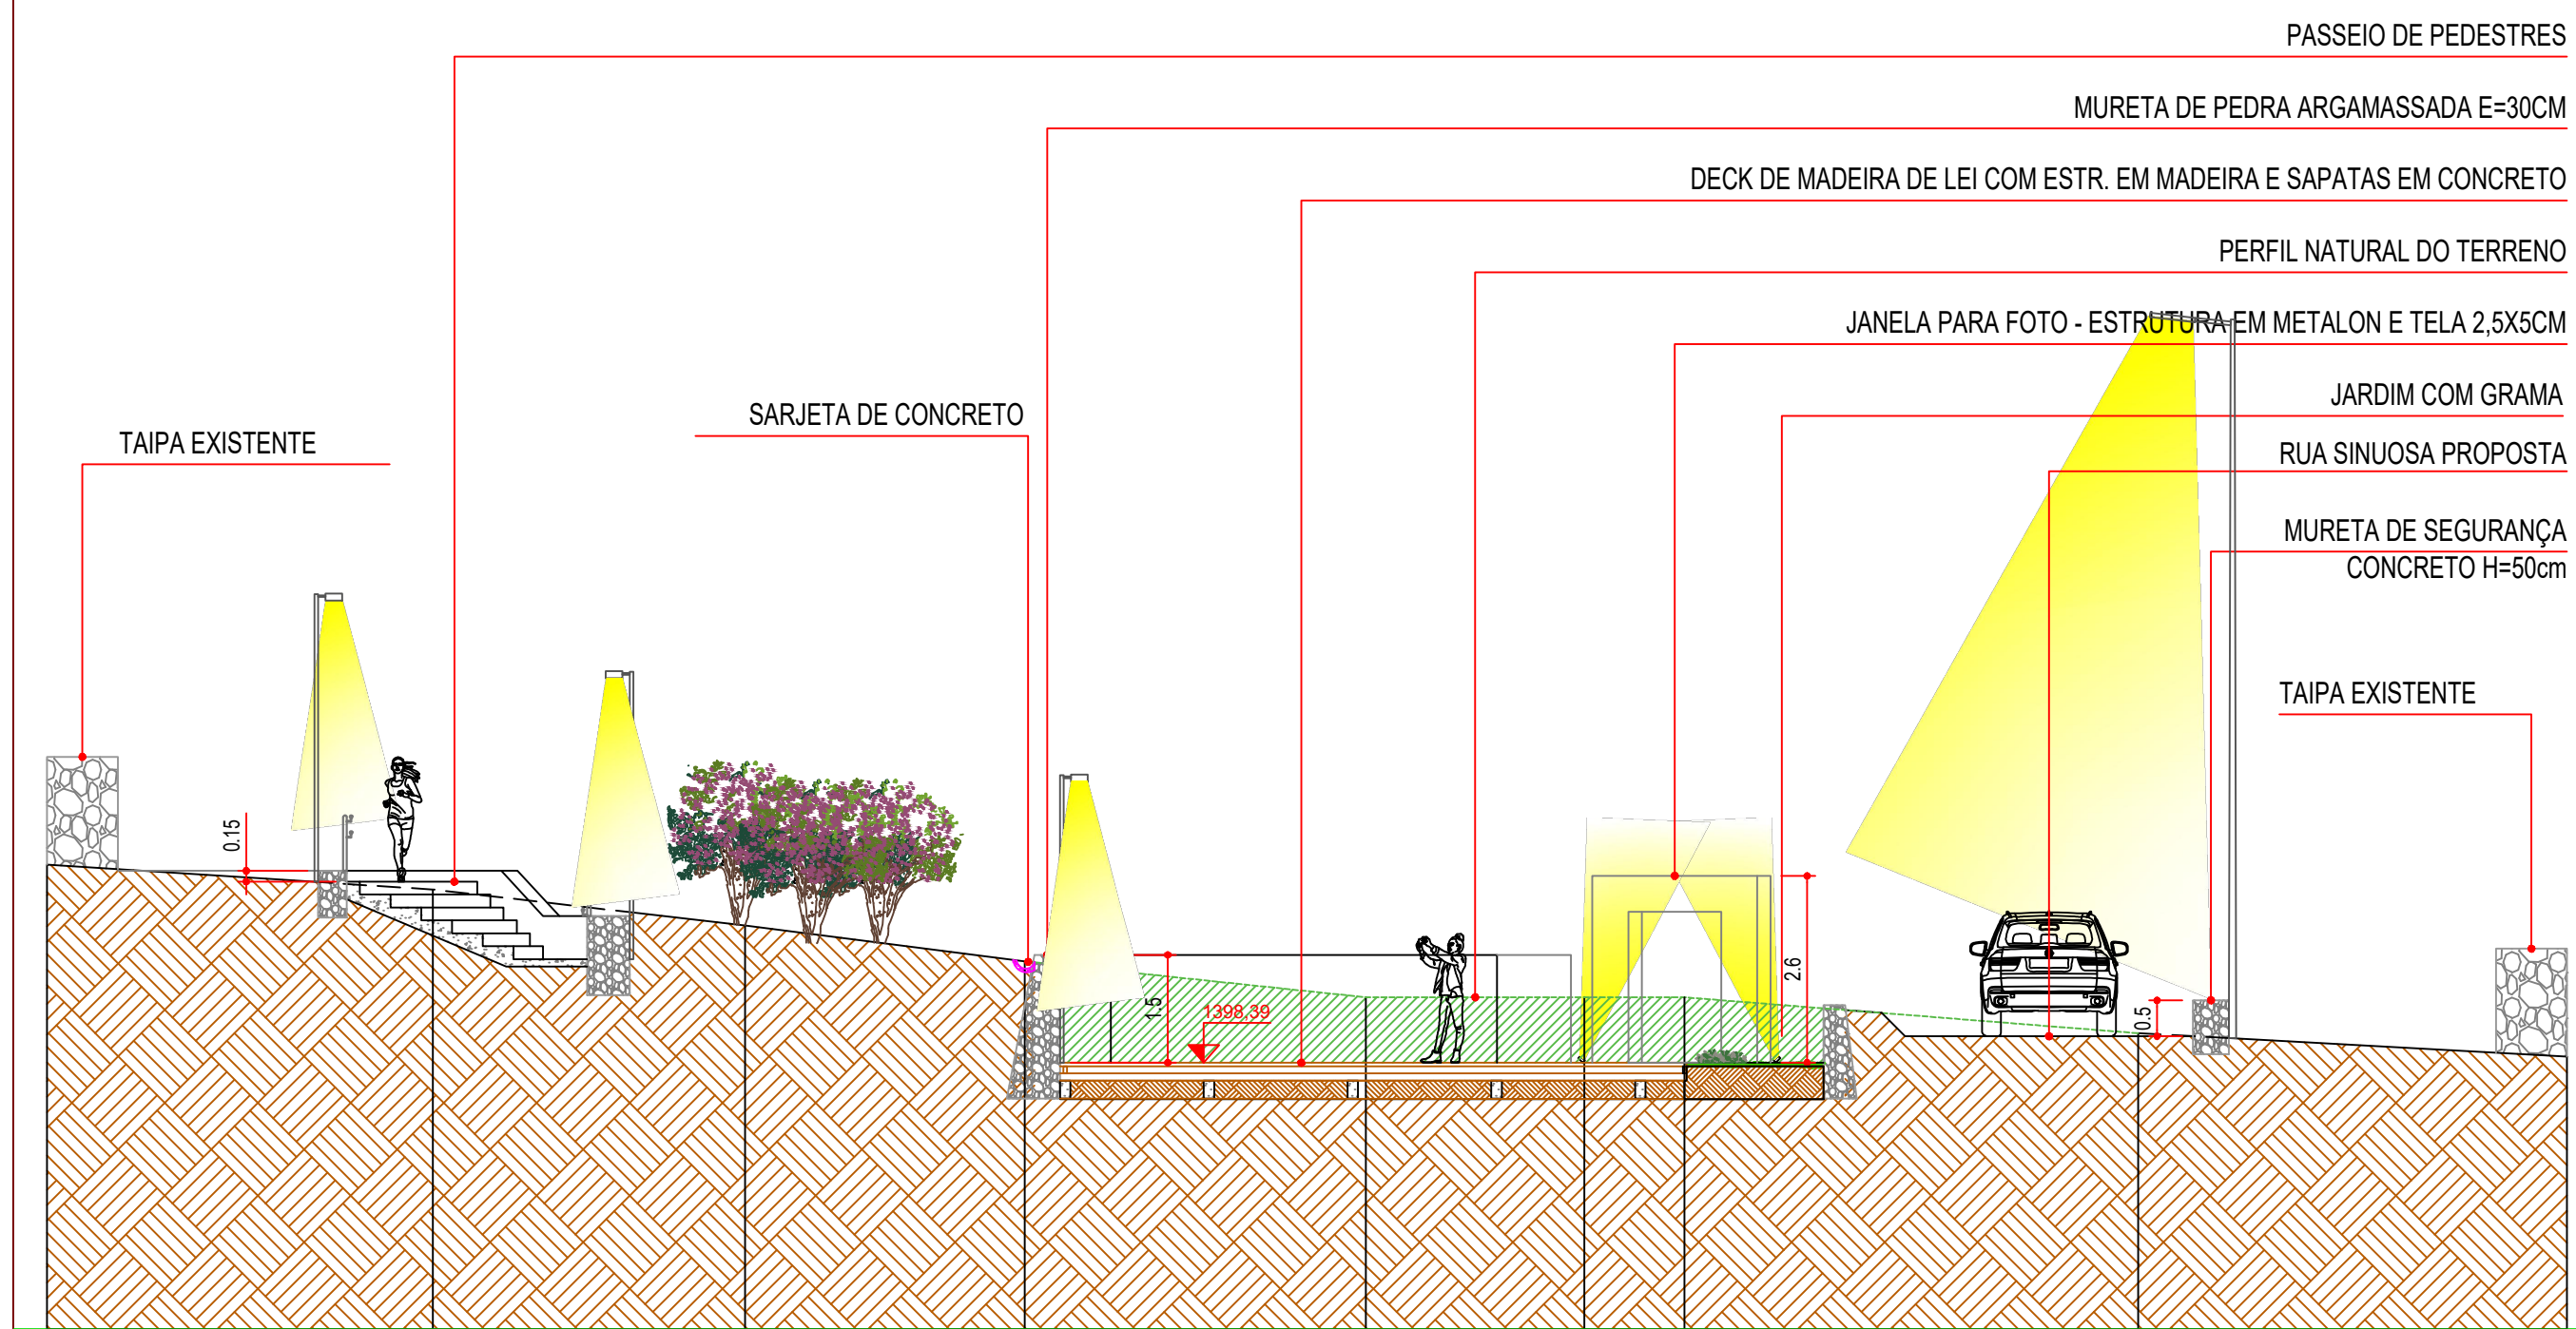 PASSEIO DE PEDESTRES
MURETA DE PEDRA ARGAMASSADA E=30CM
DECK DE MADEIRA DE LEI COM ESTR. EM MADEIRA E SAPATAS EM CONCRETO
PERFIL NATURAL DO TERRENO
JANELA PARA FOTO - ESTRUTURA EM METALON E TELA 2,5X5CM
JARDIM COM GRAMA
SARJETA DE CONCRETO
TAIPA EXISTENTE
RUA SINUOSA PROPOSTA
MURETA DE SEGURANÇA
CONCRETO H=50cm
TAIPA EXISTENTE
0.15
2.6
1.5
1398,39
0.5